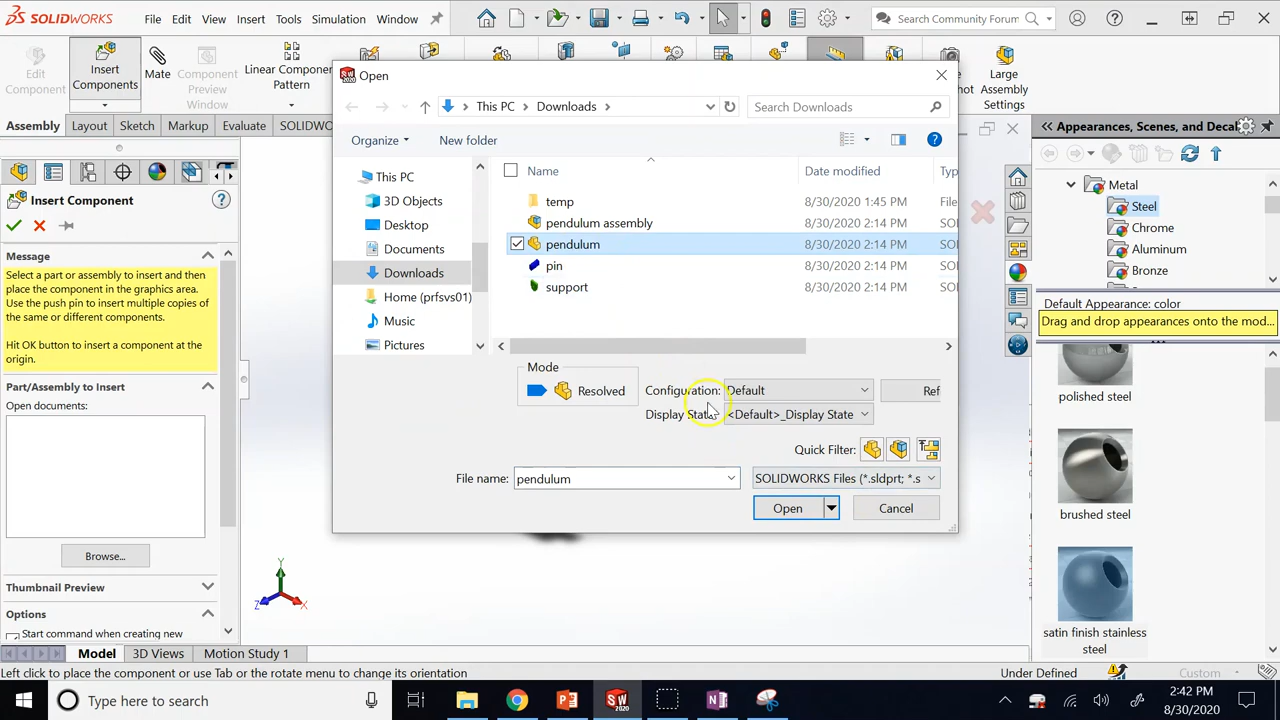 SOLIDWORKS File Edit View Insert Tools Simulation Window Search Community Forum
Edit Component
Insert Components
Mate
Component Preview Window
Linear Component Pattern
Large Assembly Settings
Assembly Layout Sketch Markup Evaluate
Open
This PC > Downloads >
Search Downloads
Organize New folder
Name Date modified
This PC
3D Objects
Desktop
Documents
Downloads
Home (prfsvs01)
Music
Pictures
temp 8/30/2020 1:45 PM
pendulum assembly 8/30/2020 2:14 PM
pendulum 8/30/2020 2:14 PM
pin 8/30/2020 2:14 PM
support 8/30/2020 2:14 PM
Mode
Resolved
Configuration: Default
Display State: <Default>_Display State
Quick Filter:
File name: pendulum
SOLIDWORKS Files (*.sldprt; *.s
Open Cancel
Insert Component
Message
Select a part or assembly to insert and then
place the component in the graphics area.
Use the push pin to insert multiple copies
of the same or different components.
Hit OK button to insert a component at the
origin.
Part/Assembly to Insert
Open documents:
Browse...
Thumbnail Preview
Options
Start command when creating new
Appearances, Scenes, and Decal
Metal
Steel
Chrome
Aluminum
Bronze
Default Appearance: color
Drag and drop appearances onto the mod...
polished steel
brushed steel
satin finish stainless
steel
Y
Z
X
Model 3D Views Motion Study 1
Left click to place the component or use Tab or the rotate menu to change its orientation
Under Defined Custom
Type here to search
2:42 PM
8/30/2020